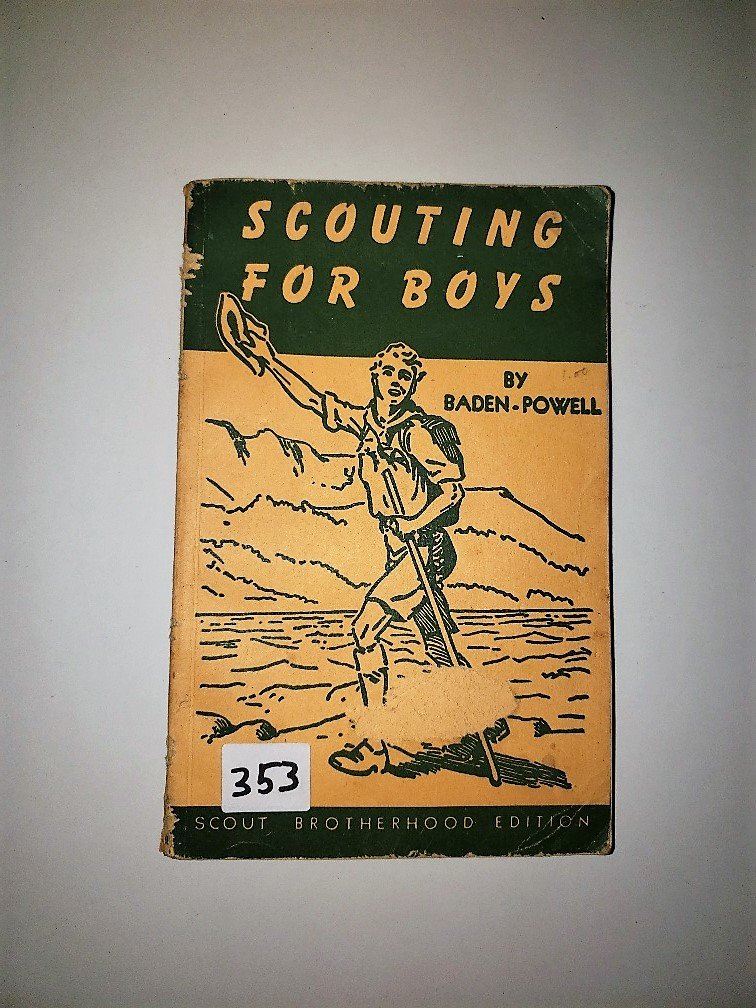 SCOUTING
FOR BOYS
BY
BADEN-POWELL
353
SCOUT BROTHERHOOD EDITION